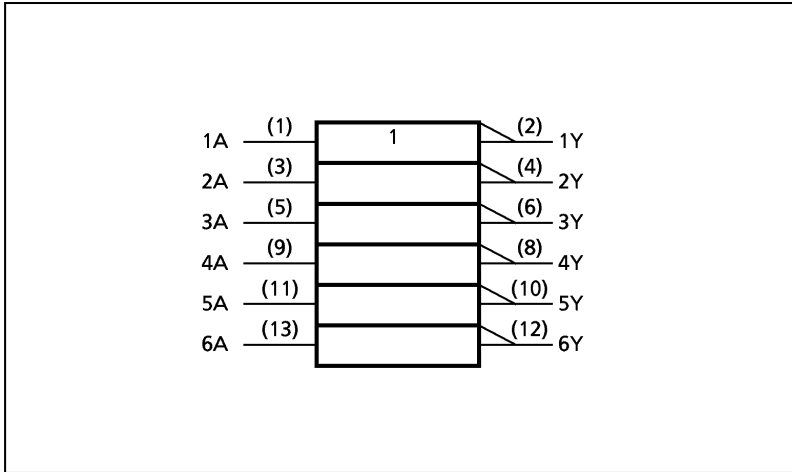 1A (1) 1 (2) 1Y
2A (3) (4) 2Y
3A (5) (6) 3Y
4A (9) (8) 4Y
5A (11) (10) 5Y
6A (13) (12) 6Y